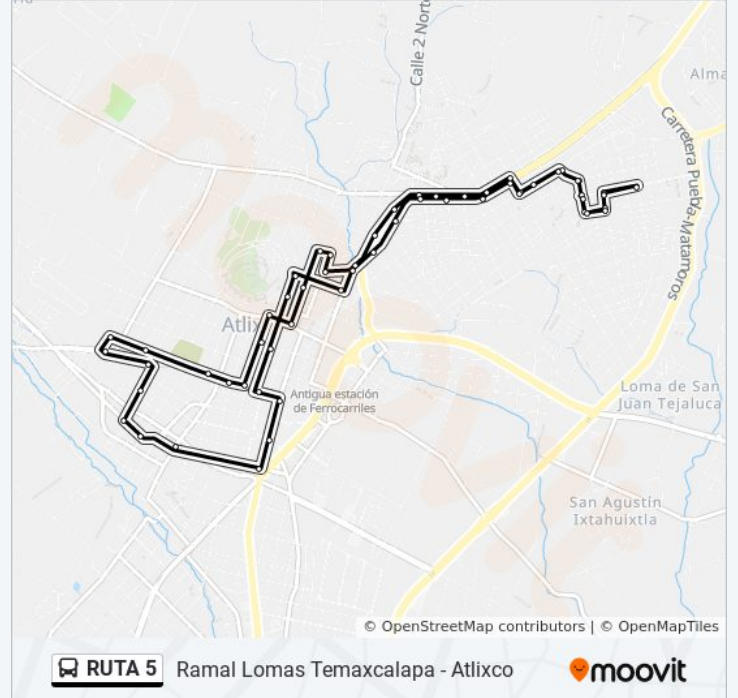 Calle 2 Norte
Alma
Carretera Puebla-Matamoros
Atlix
Antigua estación
de Ferrocarriles
Loma de San
Juan Tejaluca
San Agustín
Ixtahuixtla
© OpenStreetMap contributors | © OpenMapTiles
RUTA 5 Ramal Lomas Temaxcalapa - Atlixco
moovit